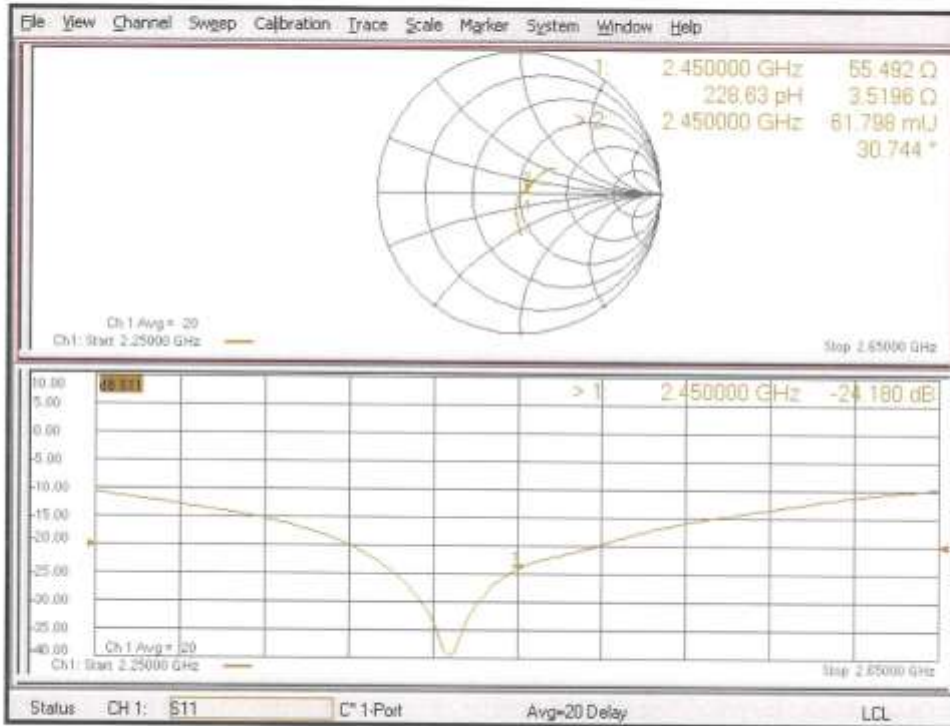 File View Channel Sweep Calibration Trace Scale Marker System Window Help
1: 2.450000 GHz 55.492 Ω
228.63 pH 3.5196 Ω
> 2: 2.450000 GHz 61.798 mU
30.744 °
Ch 1 Avg = 20
Ch1: Start 2.25000 GHz
Stop 2.65000 GHz
10.00
dB S11
> 1: 2.450000 GHz -24.180 dB
5.00
0.00
-5.00
-10.00
-15.00
-20.00
-25.00
-30.00
-35.00
-40.00
Ch 1 Avg = 20
Ch1: Start 2.25000 GHz
Stop 2.65000 GHz
Status CH 1: S11 C* 1-Port Avg=20 Delay LCL